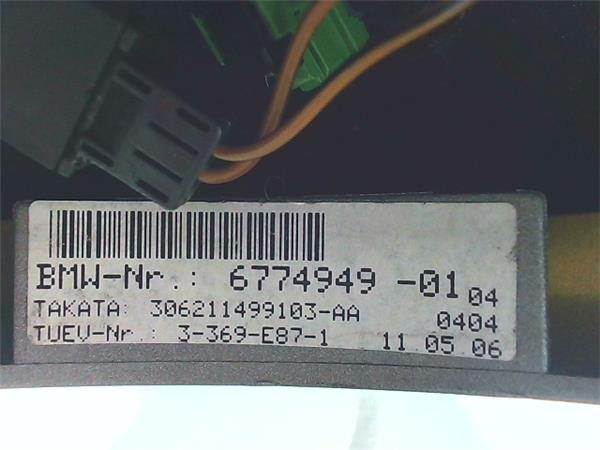 BMW-Nr.: 6774949 -01 04
TAKATA: 306211499103-AA 0404
TUEV-Nr.: 3-369-E87-1 11 05 06